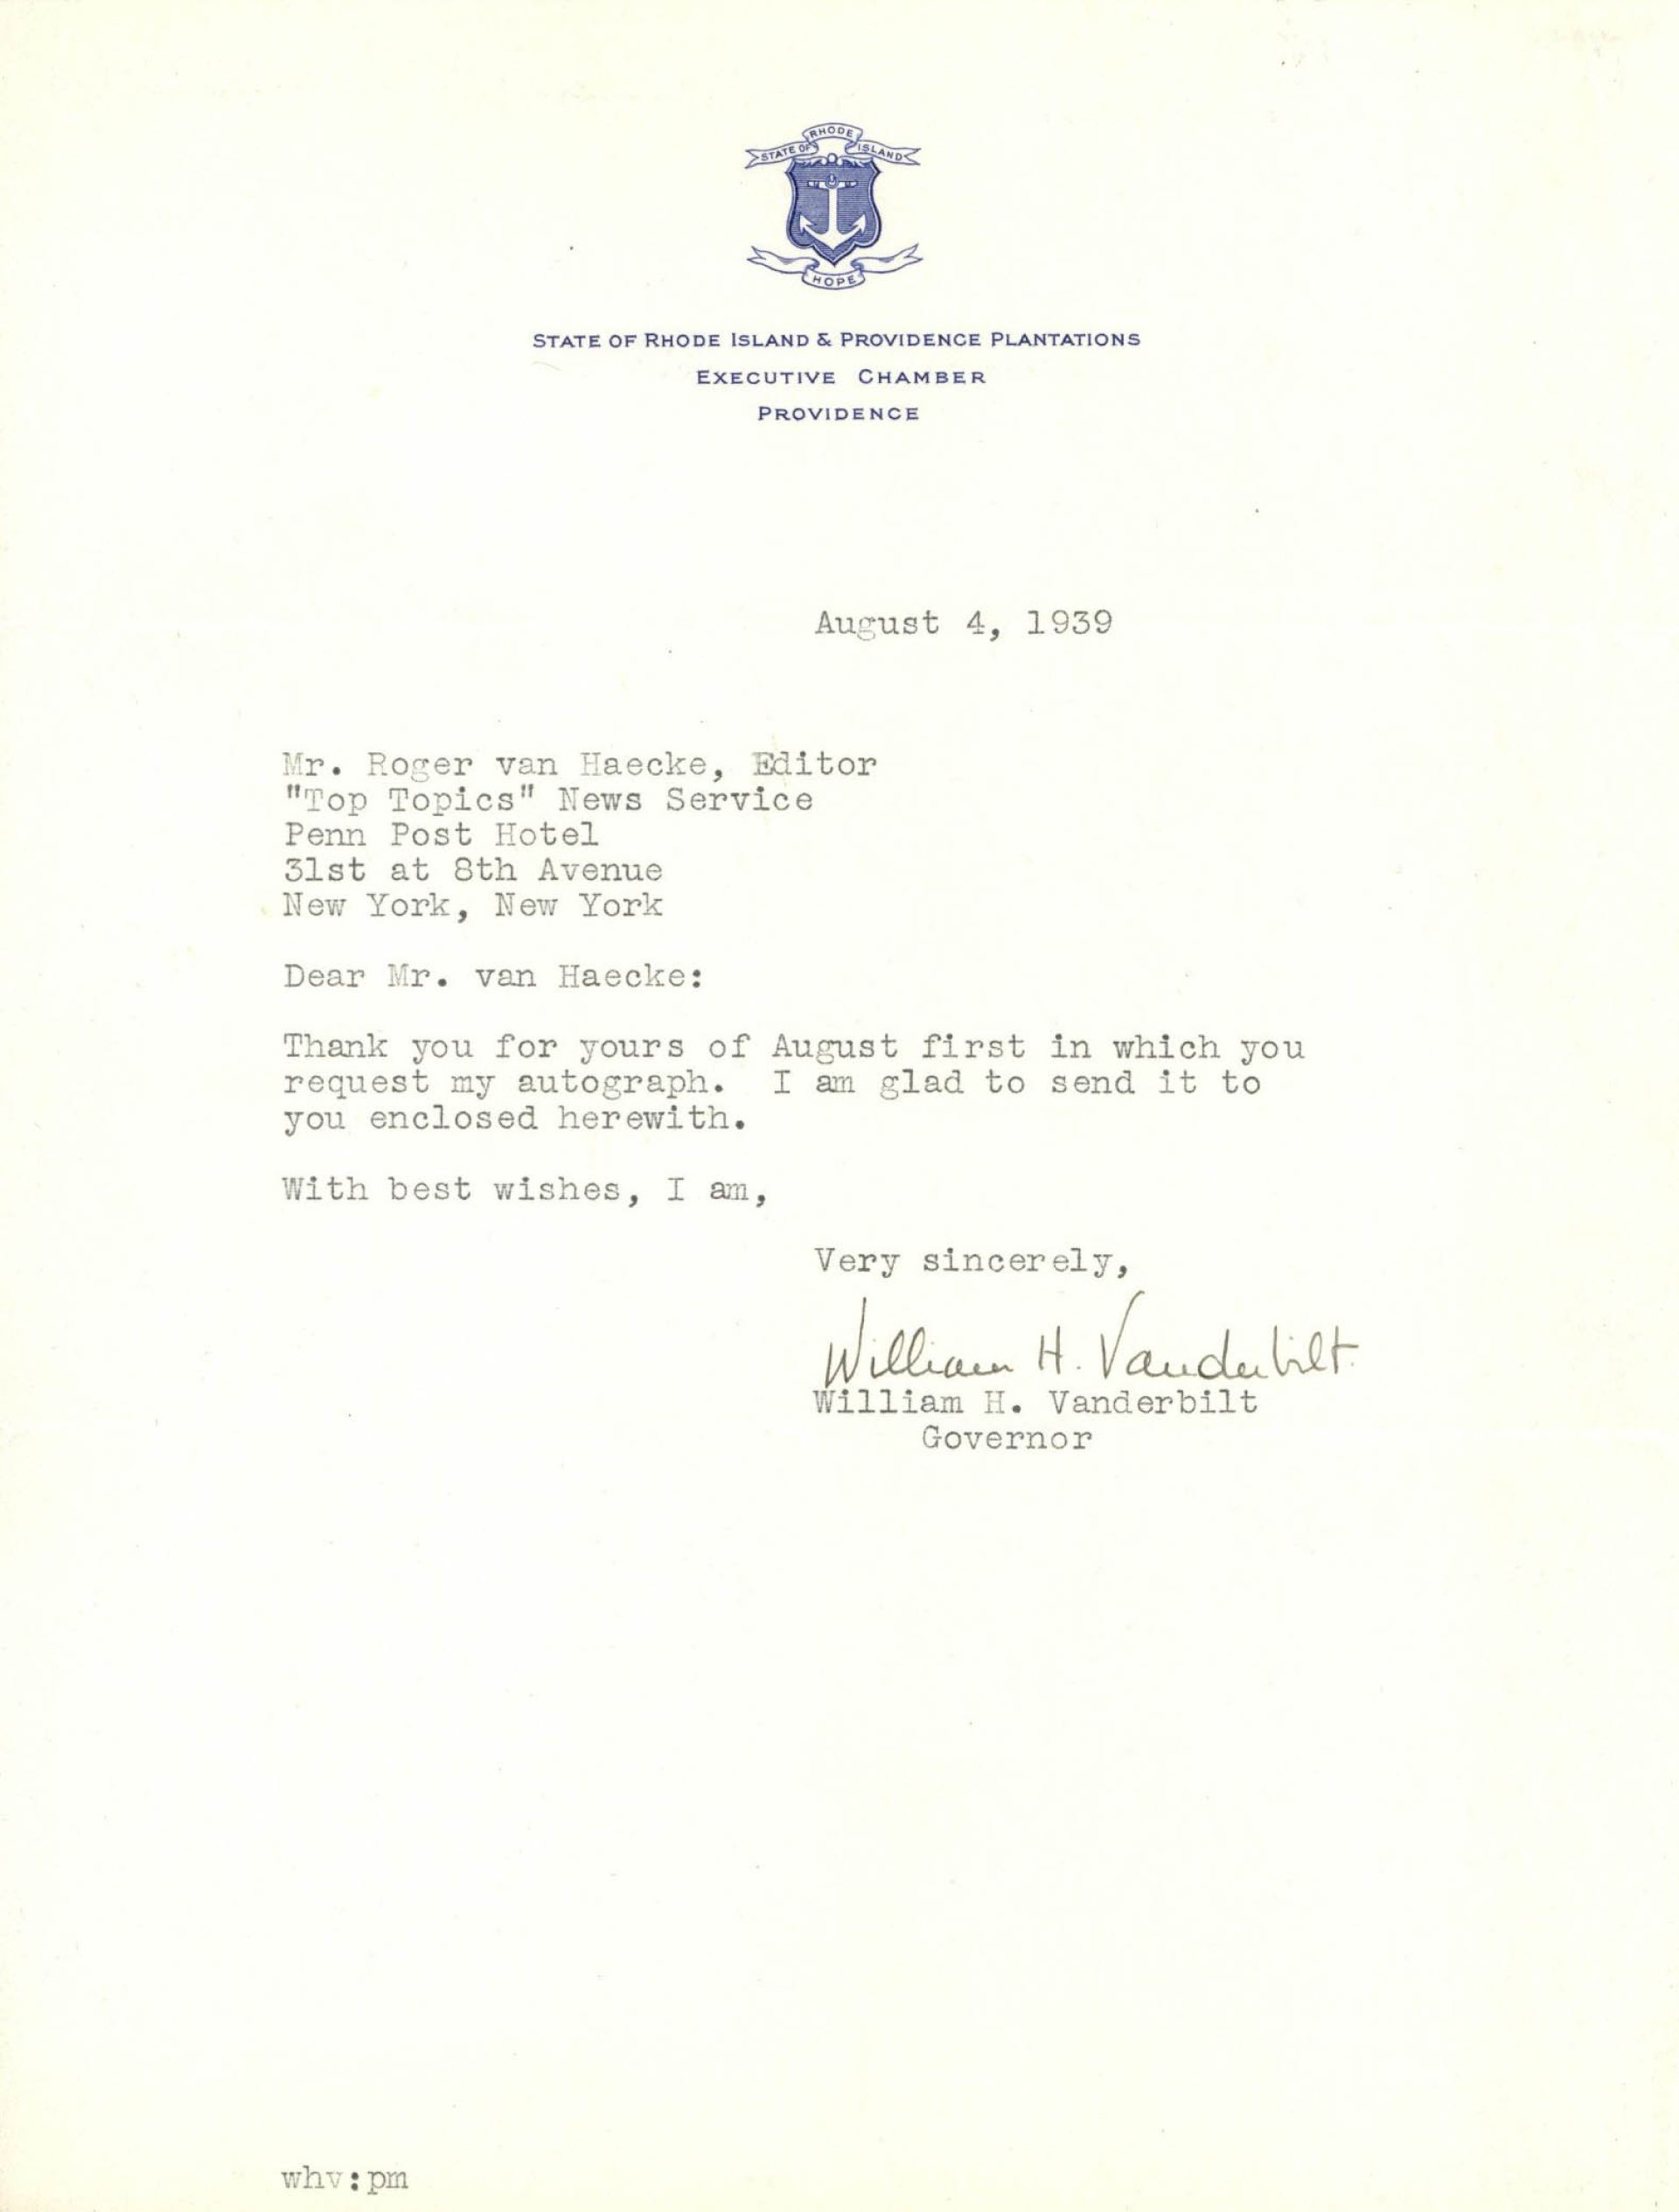 STATE OF RHODE ISLAND
HOPE
STATE OF RHODE ISLAND & PROVIDENCE PLANTATIONS
EXECUTIVE CHAMBER
PROVIDENCE
August 4, 1939
Mr. Roger van Haecke, Editor
"Top Topics" News Service
Penn Post Hotel
31st at 8th Avenue
New York, New York
Dear Mr. van Haecke:
Thank you for yours of August first in which you
request my autograph. I am glad to send it to
you enclosed herewith.
With best wishes, I am,
Very sincerely,
William H. Vanderbilt
William H. Vanderbilt
Governor
whv:pm